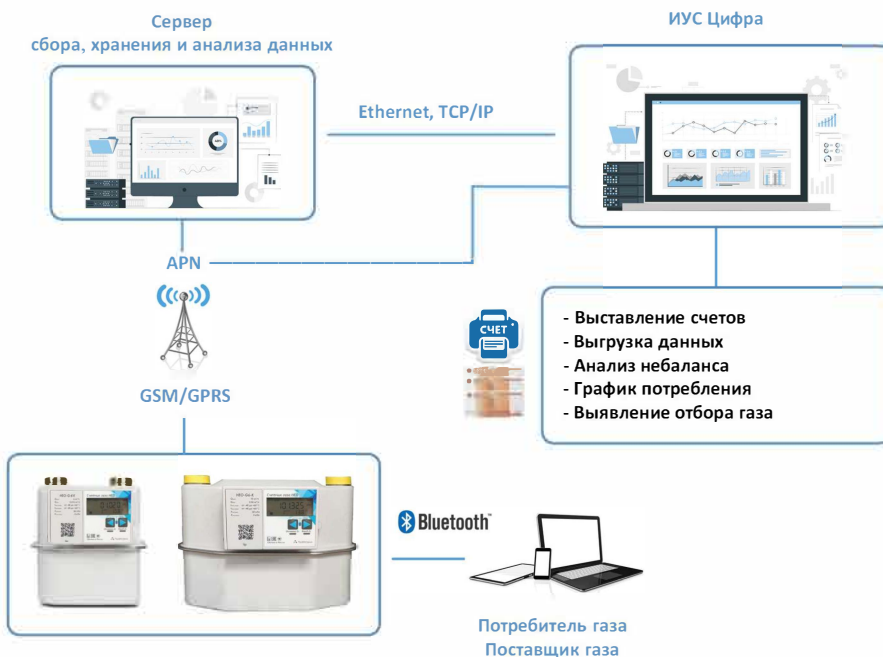 Сервер
сбора, хранения и анализа данных
ИУС Цифра
Ethernet, TCP/IP
APN
GSM/GPRS
СЧЕТ
- Выставление счетов
- Выгрузка данных
- Анализ небаланса
- График потребления
- Выявление отбора газа
Bluetooth™
Потребитель газа
Поставщик газа